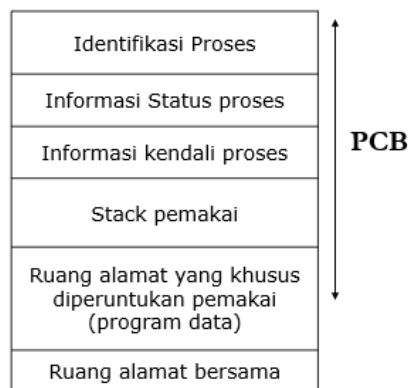 Identifikasi Proses
Informasi Status proses
Informasi kendali proses
PCB
Stack pemakai
Ruang alamat yang khusus
diperuntukan pemakai
(program data)
Ruang alamat bersama